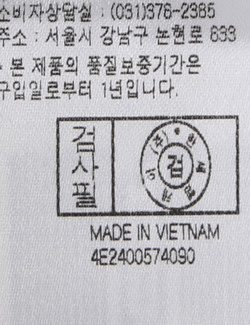 소비자상담실 : (031)376-2385
주소 : 서울시 강남구 논현로 633
본 제품의 품질보증기간은
구입일로부터 1년입니다.
검사필
검
MADE IN VIETNAM
4E2400574090